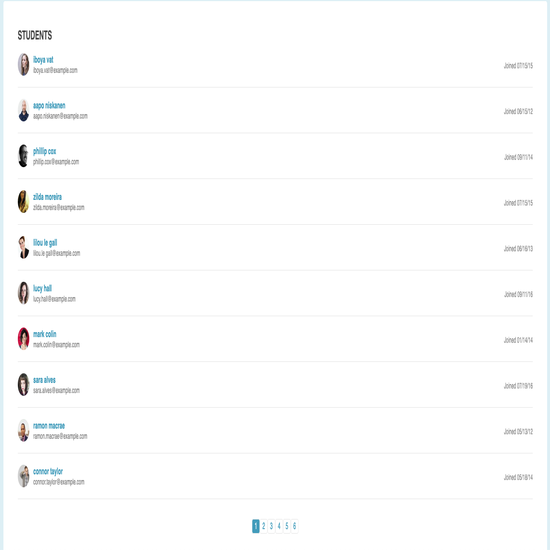 STUDENTS
iboya vat
iboya.vat@example.com
Joined 07/15/15
aapo niskanen
aapo.niskanen@example.com
Joined 06/15/12
phillip cox
phillip.cox@example.com
Joined 09/11/14
zilda moreira
zilda.moreira@example.com
Joined 07/15/15
lilou le gall
lilou.le gall@example.com
Joined 06/16/13
lucy hall
lucy.hall@example.com
Joined 09/11/15
mark colin
mark.colin@example.com
Joined 01/14/14
sara alves
sara.alves@example.com
Joined 07/19/16
ramon macrae
ramon.macrae@example.com
Joined 05/13/12
connor taylor
connor.taylor@example.com
Joined 05/18/14
1 2 3 4 5 6